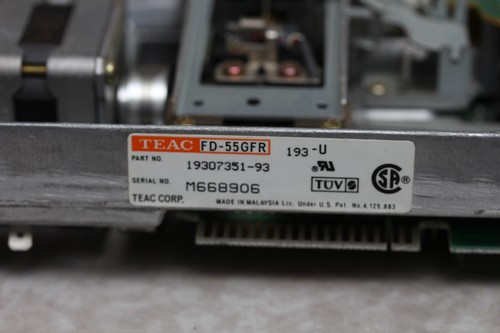 TEAC FD-55GFR 193-U
PART NO. 19307351-93
SERIAL NO. M668906
TEAC CORP.
TÜV
MADE IN MALAYSIA Lic. Under U.S. Pat. No.4,125,883